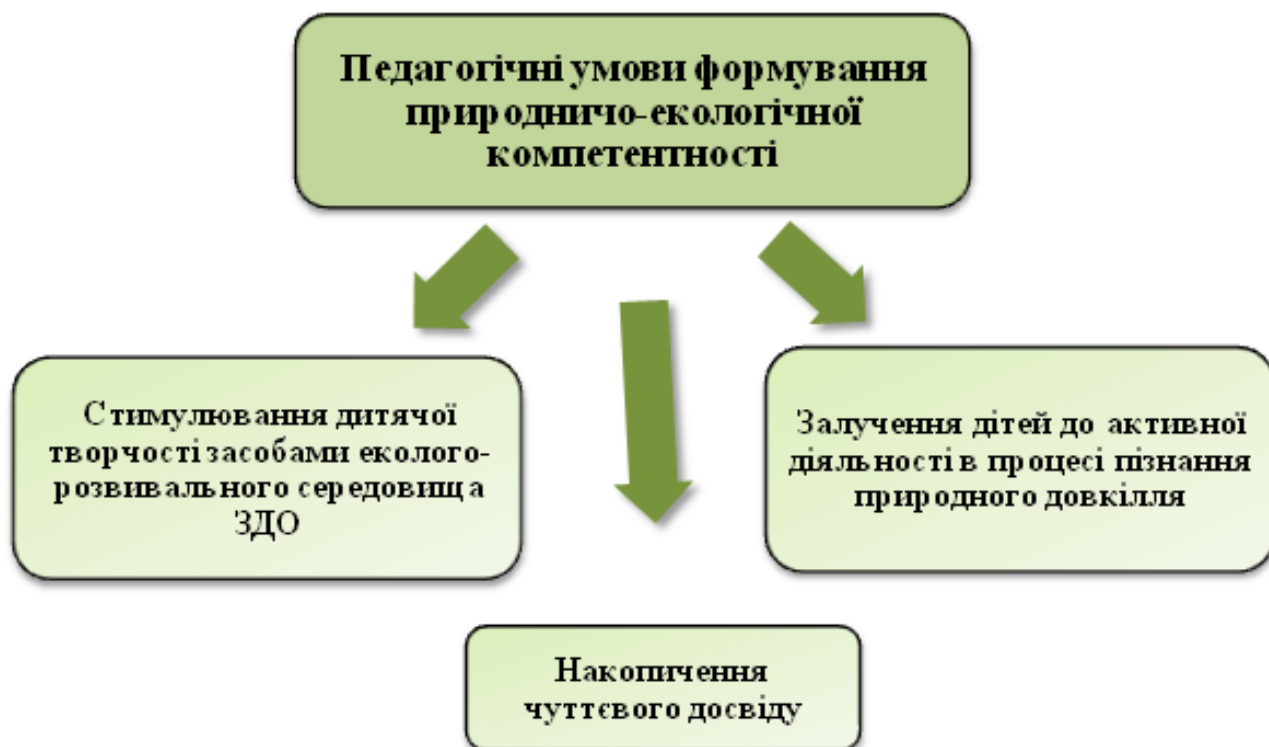 Педагогічні умови формування
природничо-екологічної
компетентності
Стимулювання дитячої
творчості засобами еколого-
розвивального середовища
ЗДО
Залучення дітей до активної
діяльності в процесі пізнання
природного довкілля
Накопичення
чуттєвого досвіду